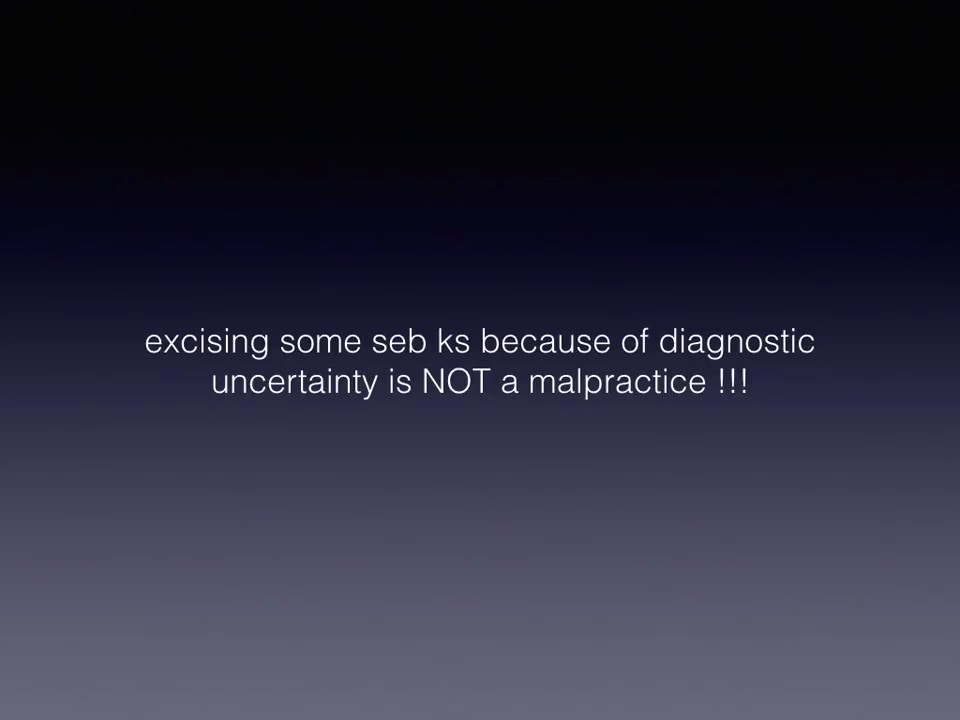 excising some seb ks because of diagnostic
uncertainty is NOT a malpractice !!!